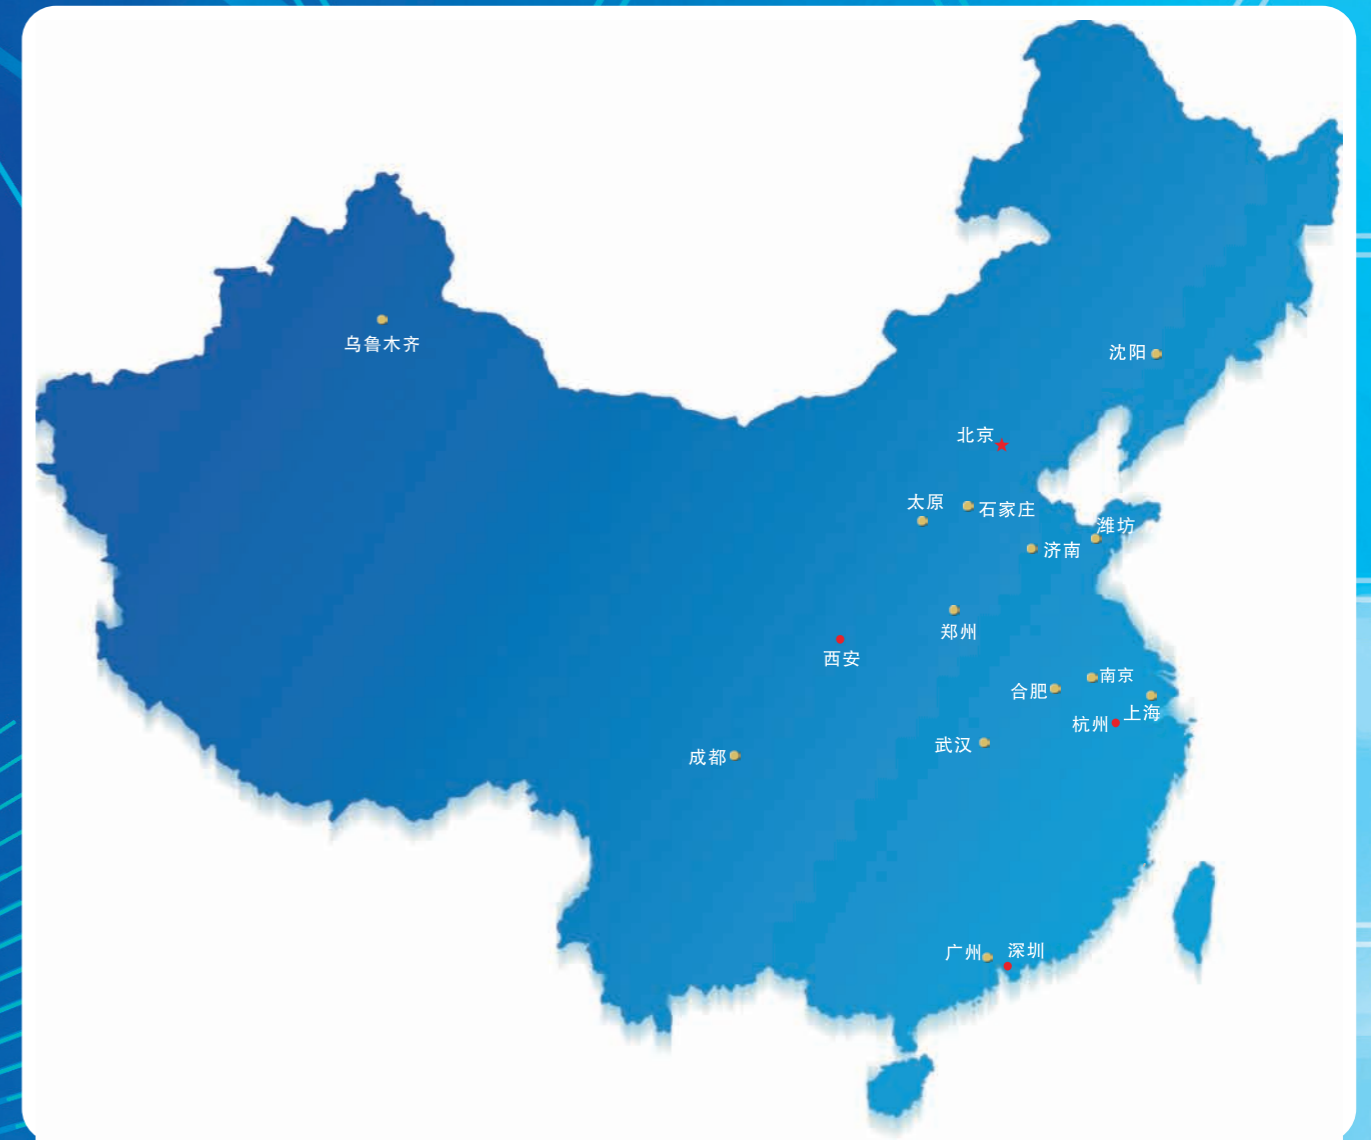 乌鲁木齐
沈阳
北京
太原
石家庄
潍坊
济南
郑州
西安
合肥
南京
上海
杭州
武汉
成都
广州
深圳